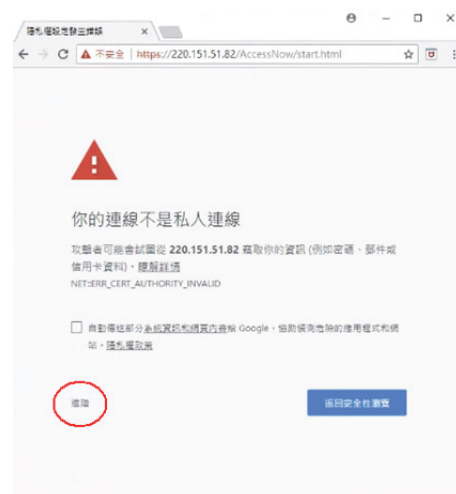 隱私權設定發生錯誤
不安全 | https://220.151.51.82/AccessNow/start.html
你的連線不是私人連線
攻擊者可能會試圖從 220.151.51.82 竊取你的資訊 (例如密碼、郵件或
信用卡資料)。瞭解詳情
NET::ERR_CERT_AUTHORITY_INVALID
自動傳送部分系統資訊和網頁內容給 Google,協助偵測危險的應用程式和網
站。隱私權政策
進階
返回安全性瀏覽